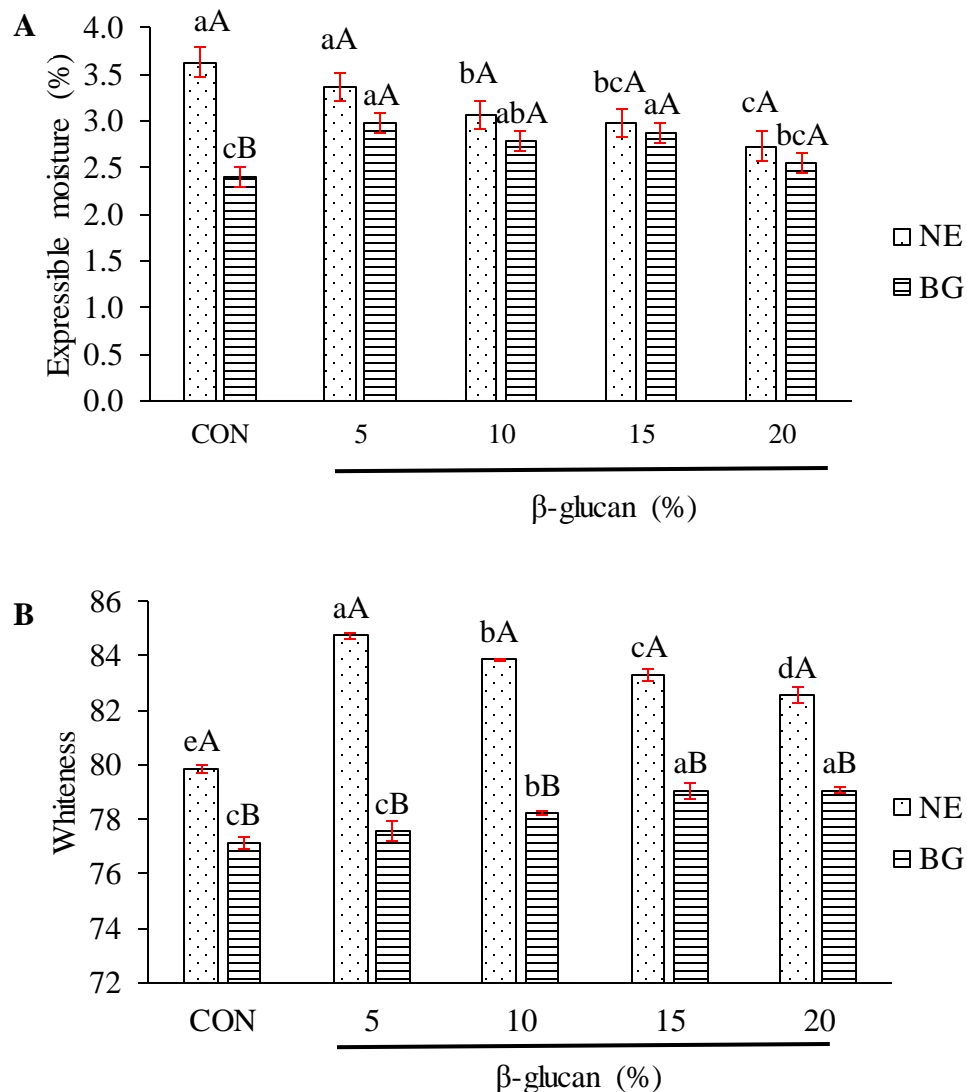 A
Expressible moisture (%)
4.0
3.5
3.0
2.5
2.0
1.5
1.0
0.5
0.0
aA
cB
aA
aA
bA
abA
bcA
aA
cA
bcA
NE
BG
CON
5
10
15
20
β-glucan (%)
B
Whiteness
86
84
82
80
78
76
74
72
eA
cB
aA
cB
bA
bB
cA
aB
dA
aB
NE
BG
CON
5
10
15
20
β-glucan (%)